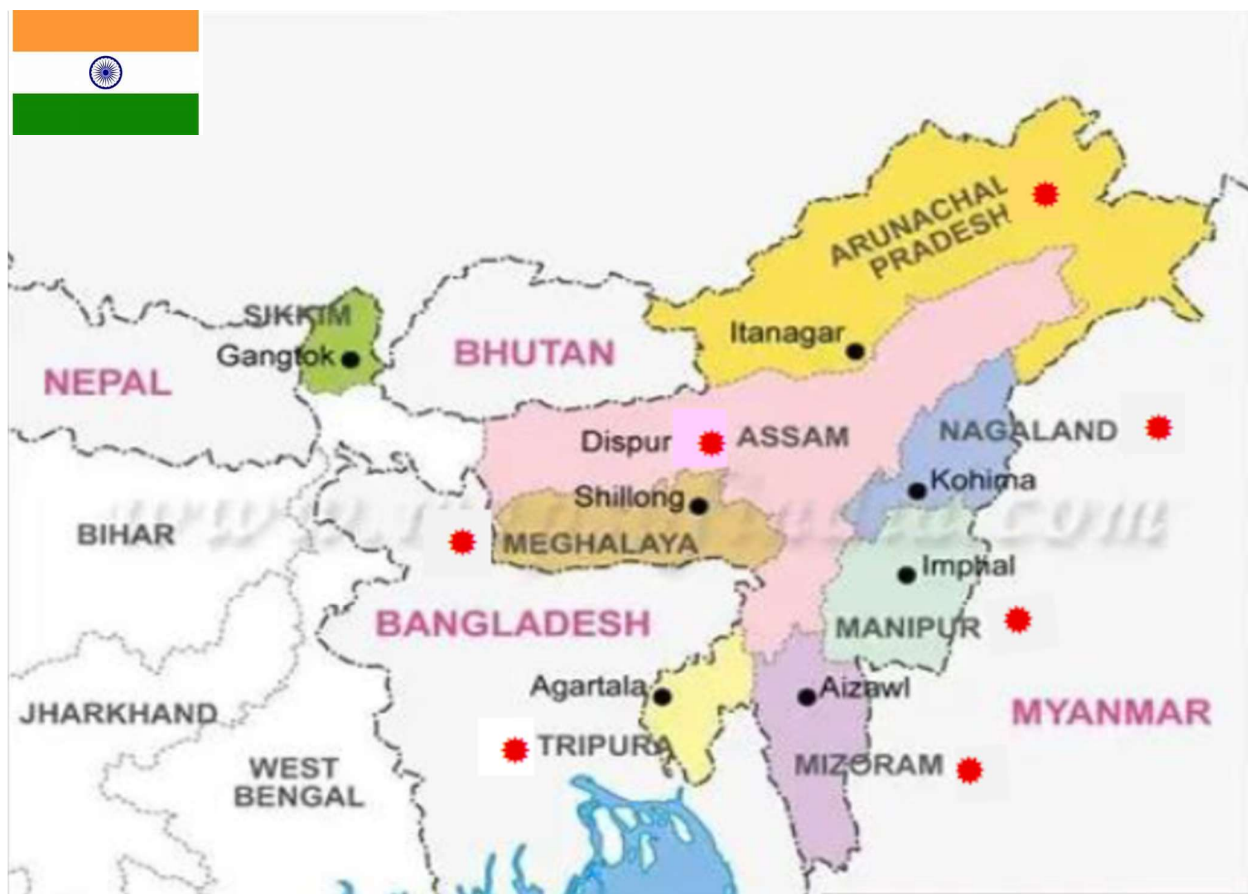 ARUNACHAL
PRADESH
SIKKIM
Gangtok
Itanagar
NEPAL
BHUTAN
Dispur
ASSAM
NAGALAND
Shillong
Kohima
BIHAR
MEGHALAYA
Imphal
BANGLADESH
MANIPUR
Agartala
Aizawl
JHARKHAND
MYANMAR
TRIPURA
MIZORAM
WEST
BENGAL